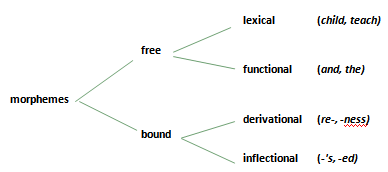 lexical (child, teach)
free
functional (and, the)
morphemes
derivational (re-, -ness)
bound
inflectional (-'s, -ed)